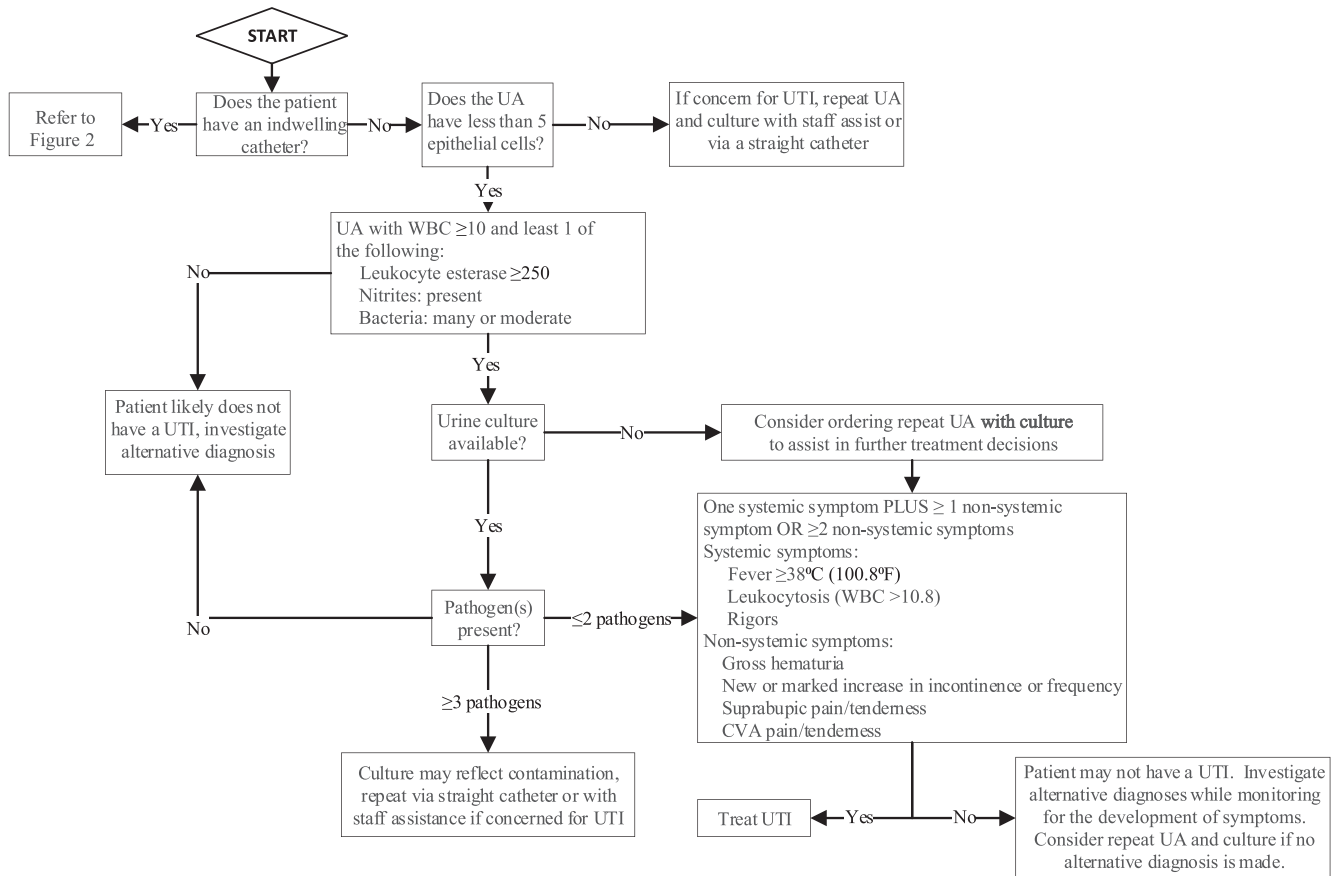 START
Refer to
Figure 2
Yes
Does the patient
have an indwelling
catheter?
No
Does the UA
have less than 5
epithelial cells?
No
If concern for UTI, repeat UA
and culture with staff assist or
via a straight catheter
Yes
UA with WBC ≥10 and least 1 of
the following:
Leukocyte esterase ≥250
Nitrites: present
Bacteria: many or moderate
No
Yes
Patient likely does not
have a UTI, investigate
alternative diagnosis
Urine culture
available?
No
Consider ordering repeat UA with culture
to assist in further treatment decisions
Yes
One systemic symptom PLUS ≥ 1 non-systemic
symptom OR ≥2 non-systemic symptoms
Systemic symptoms:
Fever ≥38⁰C (100.8⁰F)
Leukocytosis (WBC >10.8)
Rigors
Non-systemic symptoms:
Gross hematuria
New or marked increase in incontinence or frequency
Suprabupic pain/tenderness
CVA pain/tenderness
No
Pathogen(s)
present?
≤2 pathogens
≥3 pathogens
Culture may reflect contamination,
repeat via straight catheter or with
staff assistance if concerned for UTI
Treat UTI
Yes
No
Patient may not have a UTI. Investigate
alternative diagnoses while monitoring
for the development of symptoms.
Consider repeat UA and culture if no
alternative diagnosis is made.